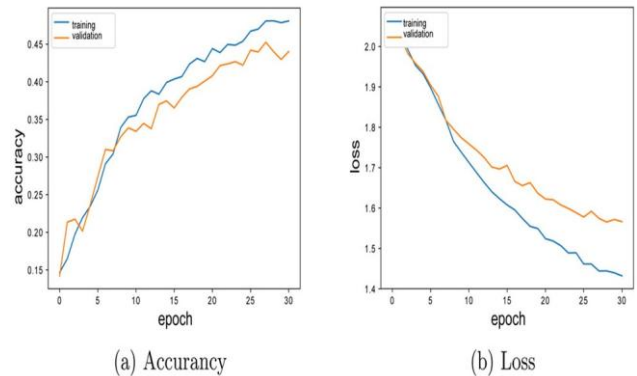 training
validation
0.45
0.40
0.35
0.30
0.25
0.20
0.15
accuracy
0 5 10 15 20 25 30
epoch
(a) Accurancy
training
validation
2.0
1.9
1.8
1.7
1.6
1.5
1.4
loss
0 5 10 15 20 25 30
epoch
(b) Loss